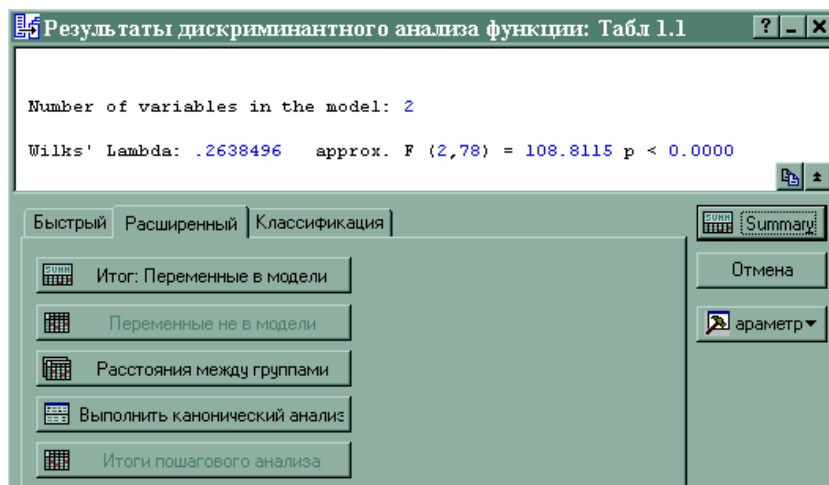 Результаты дискриминантного анализа функции: Табл 1.1
Number of variables in the model: 2
Wilks' Lambda: .2638496 approx. F (2,78) = 108.8115 p < 0.0000
Быстрый Расширенный Классификация
Summary
Итог: Переменные в модели
Отмена
Переменные не в модели
араметр
Расстояния между группами
Выполнить канонический анализ
Итоги пошагового анализа